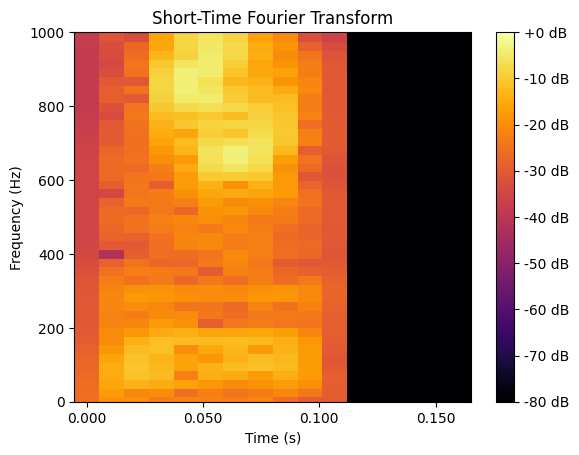 Short-Time Fourier Transform
1000
800
600
400
200
0
Frequency (Hz)
0.000
0.050
0.100
0.150
Time (s)
+0 dB
-10 dB
-20 dB
-30 dB
-40 dB
-50 dB
-60 dB
-70 dB
-80 dB